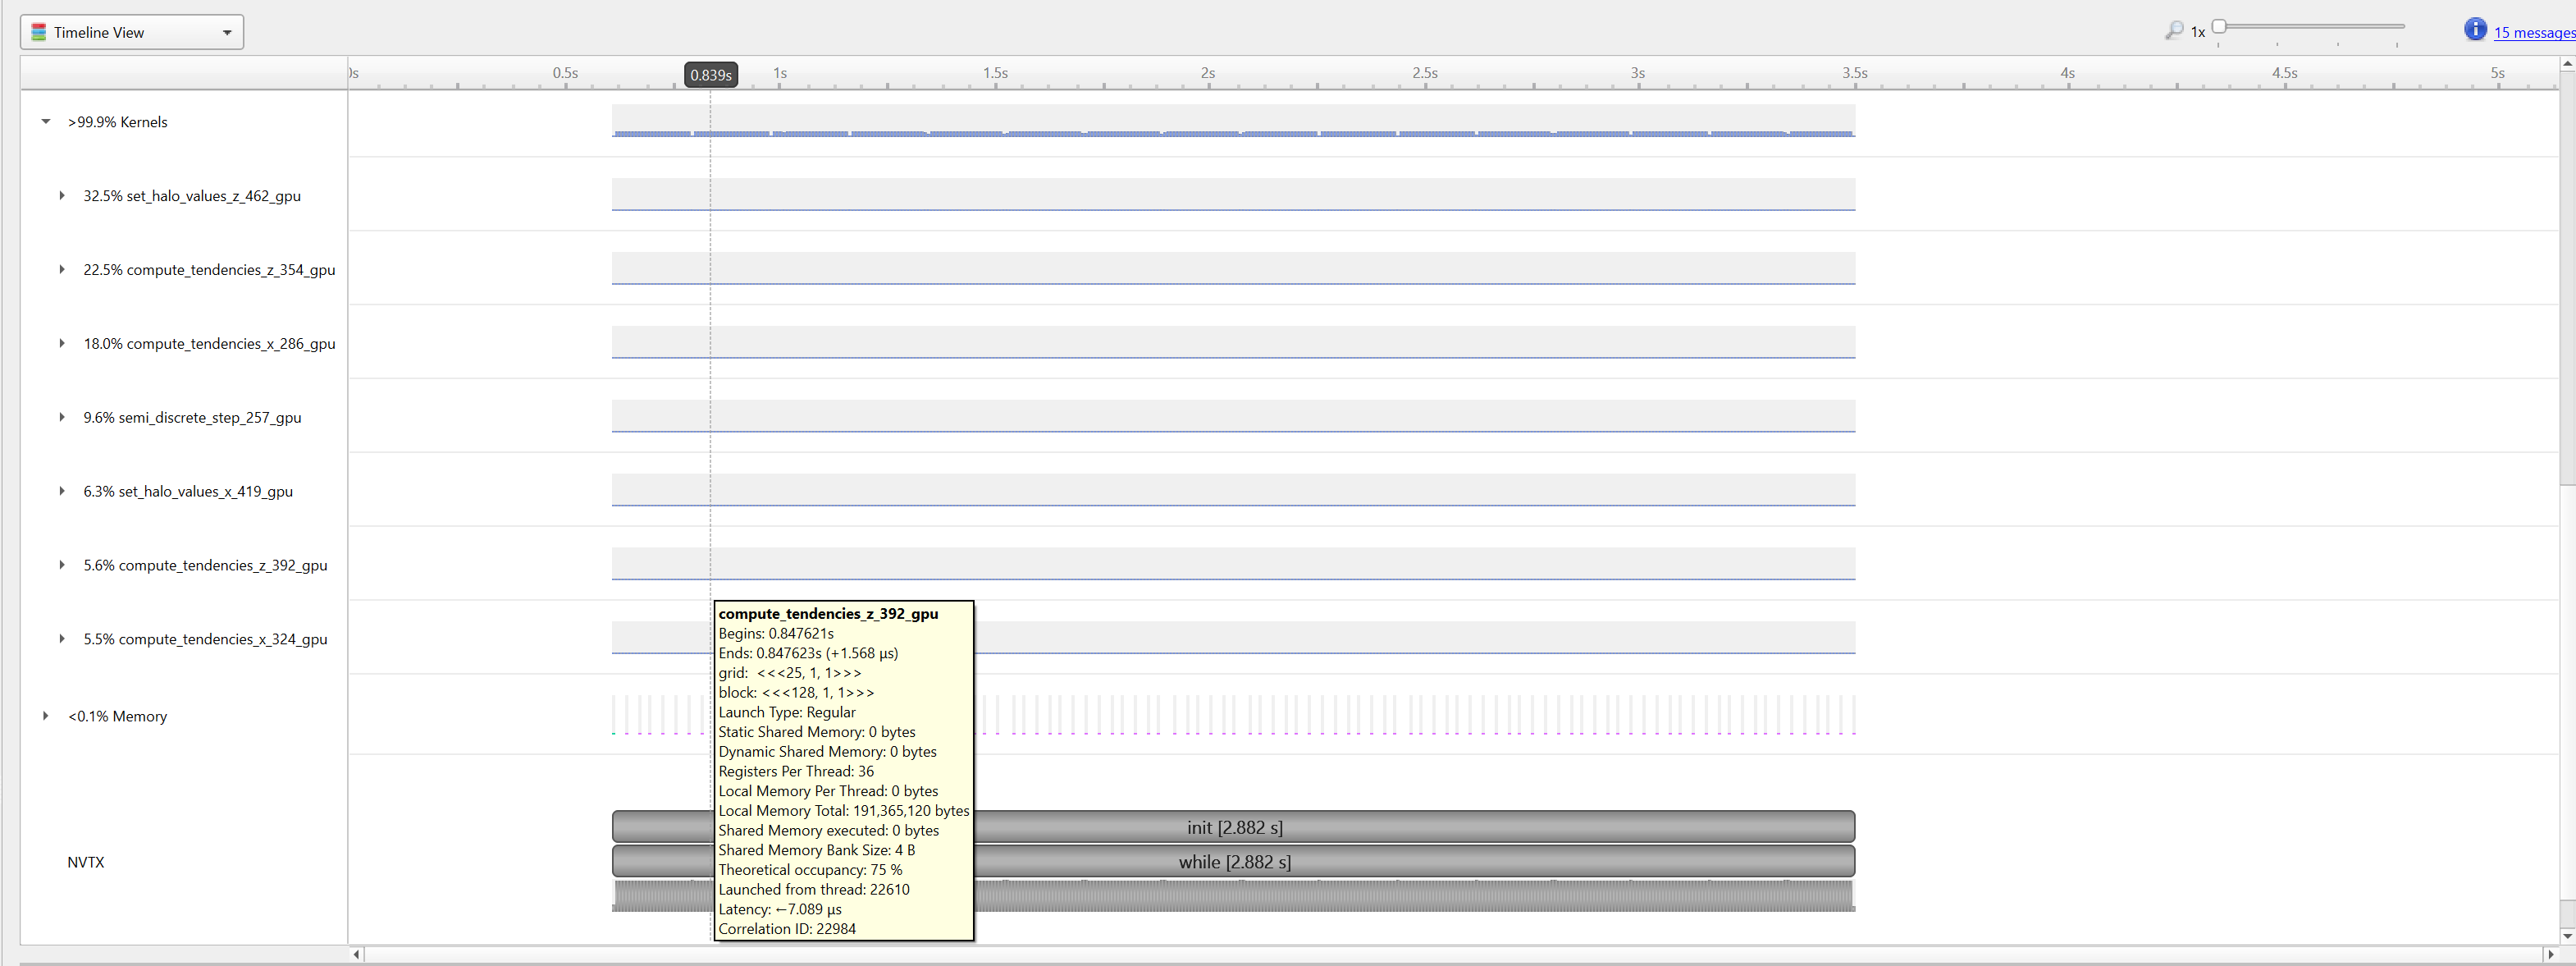 Timeline View
1x
15 messages
0s 0.5s 0.839s 1s 1.5s 2s 2.5s 3s 3.5s 4s 4.5s 5s
>99.9% Kernels
32.5% set_halo_values_z_462_gpu
22.5% compute_tendencies_z_354_gpu
18.0% compute_tendencies_x_286_gpu
9.6% semi_discrete_step_257_gpu
6.3% set_halo_values_x_419_gpu
5.6% compute_tendencies_z_392_gpu
5.5% compute_tendencies_x_324_gpu
<0.1% Memory
NVTX
compute_tendencies_z_392_gpu
Begins: 0.847621s
Ends: 0.847623s (+1.568 μs)
grid: <<<25, 1, 1>>>
block: <<<128, 1, 1>>>
Launch Type: Regular
Static Shared Memory: 0 bytes
Dynamic Shared Memory: 0 bytes
Registers Per Thread: 36
Local Memory Per Thread: 0 bytes
Local Memory Total: 191,365,120 bytes
Shared Memory executed: 0 bytes
Shared Memory Bank Size: 4 B
Theoretical occupancy: 75 %
Launched from thread: 22610
Latency: ←7.089 μs
Correlation ID: 22984
init [2.882 s]
while [2.882 s]